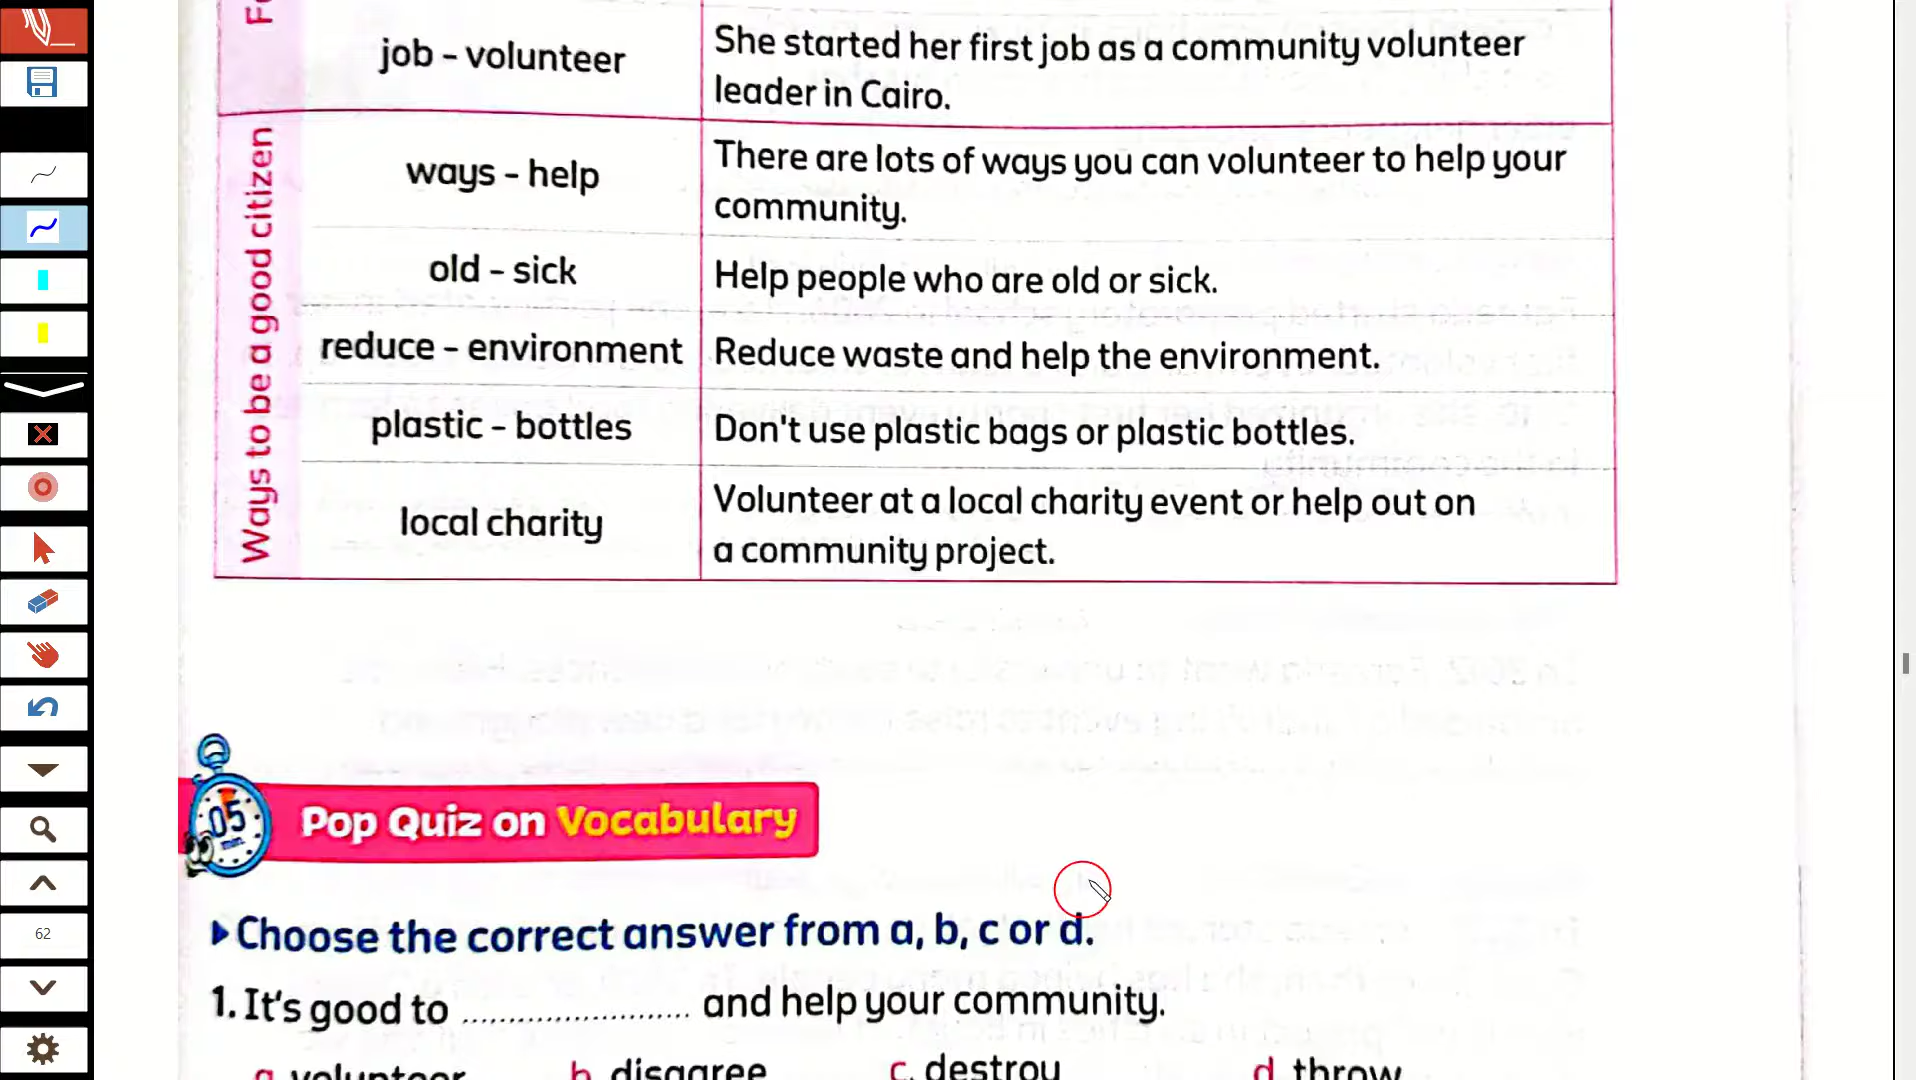 job - volunteer
She started her first job as a community volunteer
leader in Cairo.
Ways to be a good citizen
ways - help
There are lots of ways you can volunteer to help your
community.
old - sick
Help people who are old or sick.
reduce - environment
Reduce waste and help the environment.
plastic - bottles
Don't use plastic bags or plastic bottles.
local charity
Volunteer at a local charity event or help out on
a community project.
05
Pop Quiz on Vocabulary
Choose the correct answer from a, b, c or d.
1. It's good to ........................ and help your community.
a. volunteer b. disagree c. destroy d. throw
62